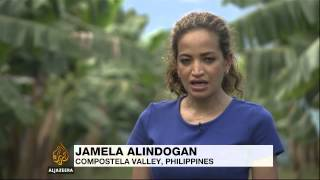 JAMELA ALINDOGAN
COMPOSTELA VALLEY, PHILIPPINES
ALJAZEERA